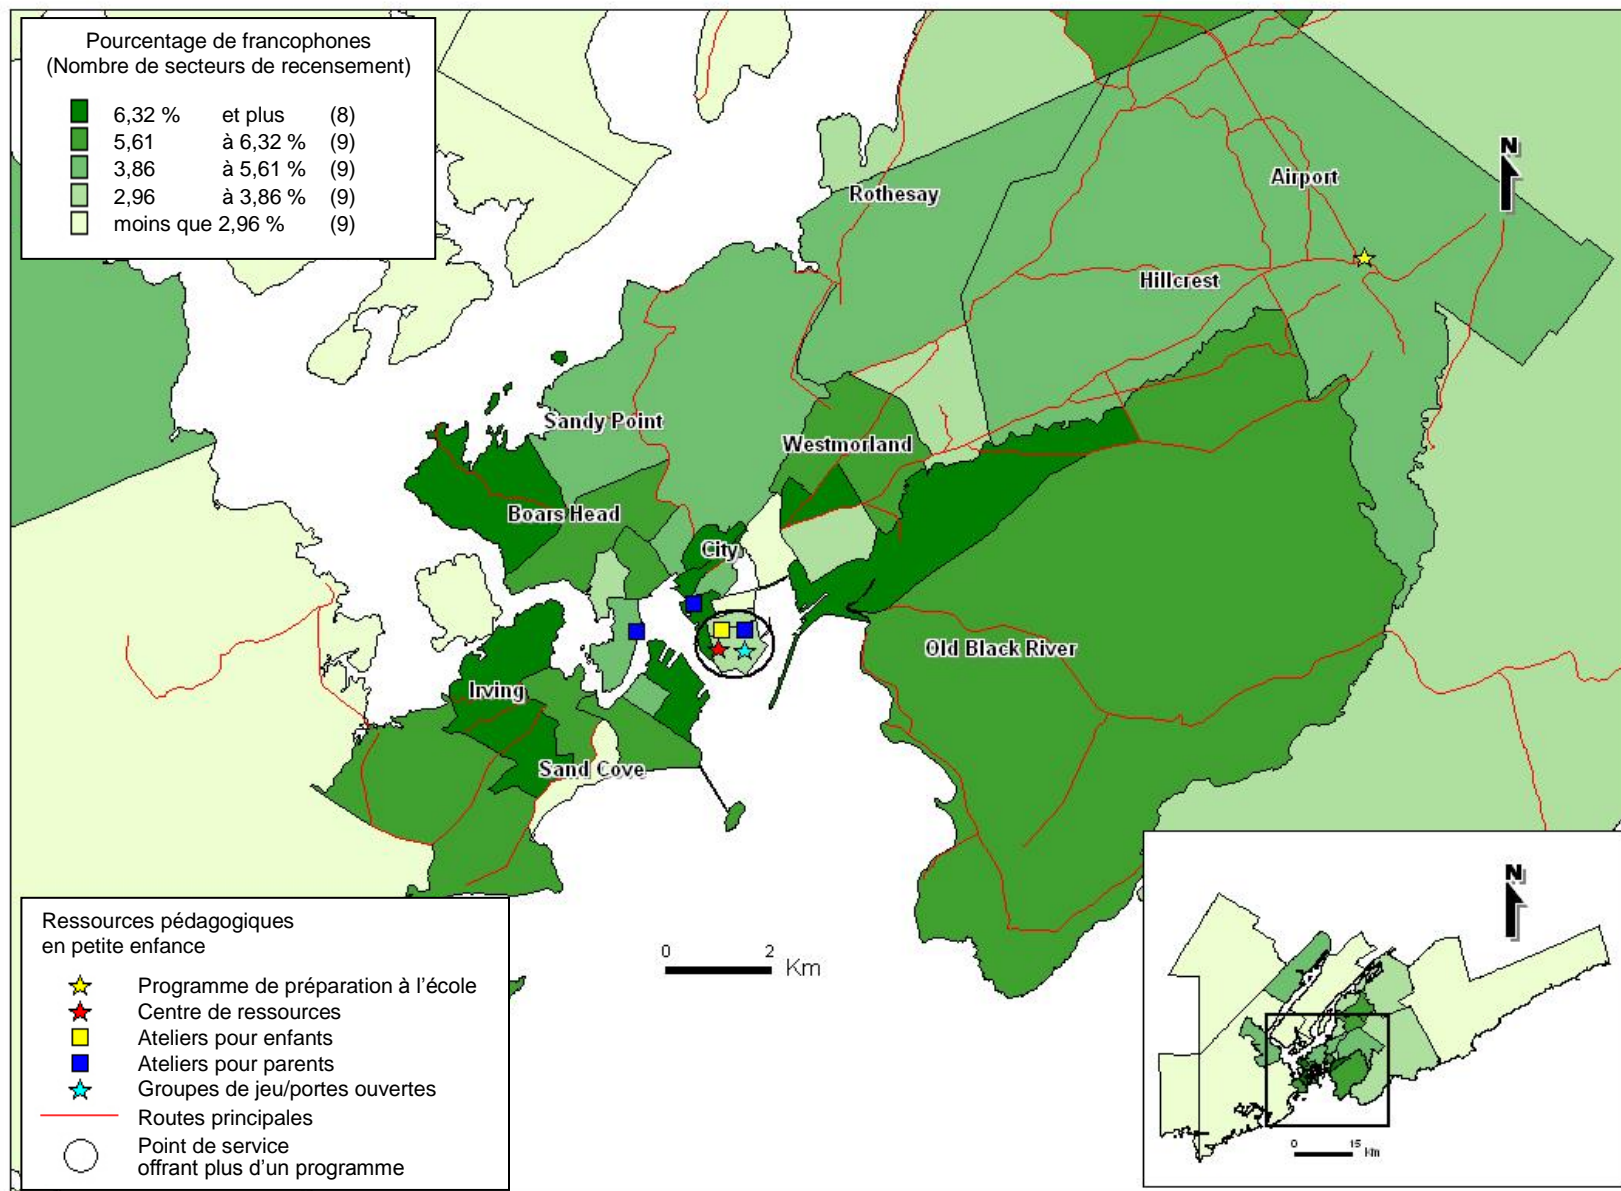 Pourcentage de francophones
(Nombre de secteurs de recensement)
6,32 % et plus (8)
5,61 à 6,32 % (9)
3,86 à 5,61 % (9)
2,96 à 3,86 % (9)
moins que 2,96 % (9)
N
Airport
Rothesay
Hillcrest
Sandy Point
Westmorland
Boars Head
City
Old Black River
Irving
Sand Cove
Ressources pédagogiques
en petite enfance
Programme de préparation à l'école
Centre de ressources
Ateliers pour enfants
Ateliers pour parents
Groupes de jeu/portes ouvertes
Routes principales
Point de service
offrant plus d'un programme
0 2 Km
N
0 15
Km